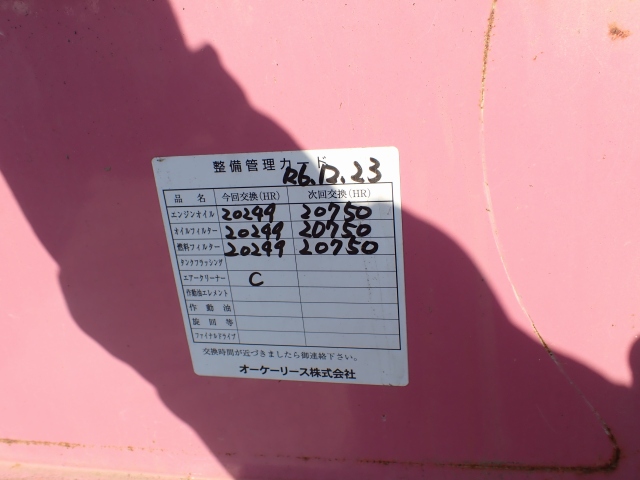 整備管理カード
R6.12.23
品名 今回交換(HR) 次回交換(HR)
エンジンオイル 20249 20750
オイルフィルター 20249 20750
燃料フィルター 20249 20750
タンクフラッシング
エアークリーナー C
作動油エレメント
作動油
旋回等
ファイナルドライブ
交換時間が近づきましたら御連絡下さい。
オーケーリース株式会社